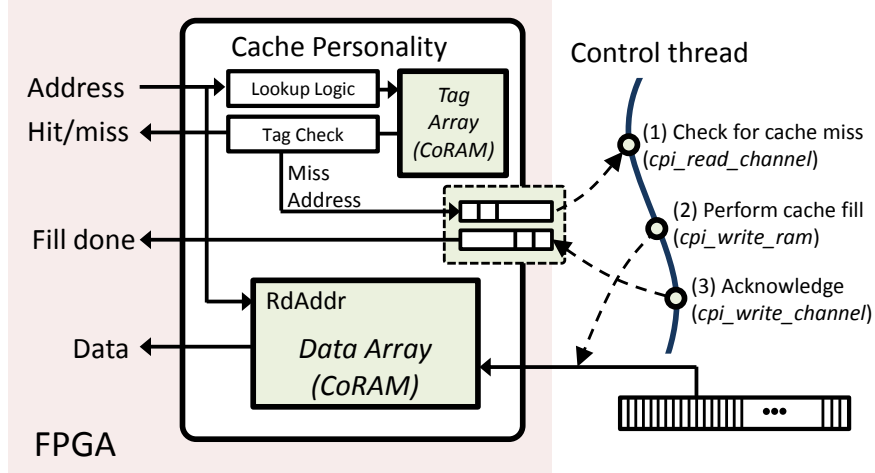 Cache Personality
Control thread
Address
Lookup Logic
Tag
Array
(CoRAM)
Hit/miss
Tag Check
(1) Check for cache miss
(cpi_read_channel)
Miss
Address
(2) Perform cache fill
(cpi_write_ram)
Fill done
(3) Acknowledge
(cpi_write_channel)
RdAddr
Data
Data Array
(CoRAM)
FPGA